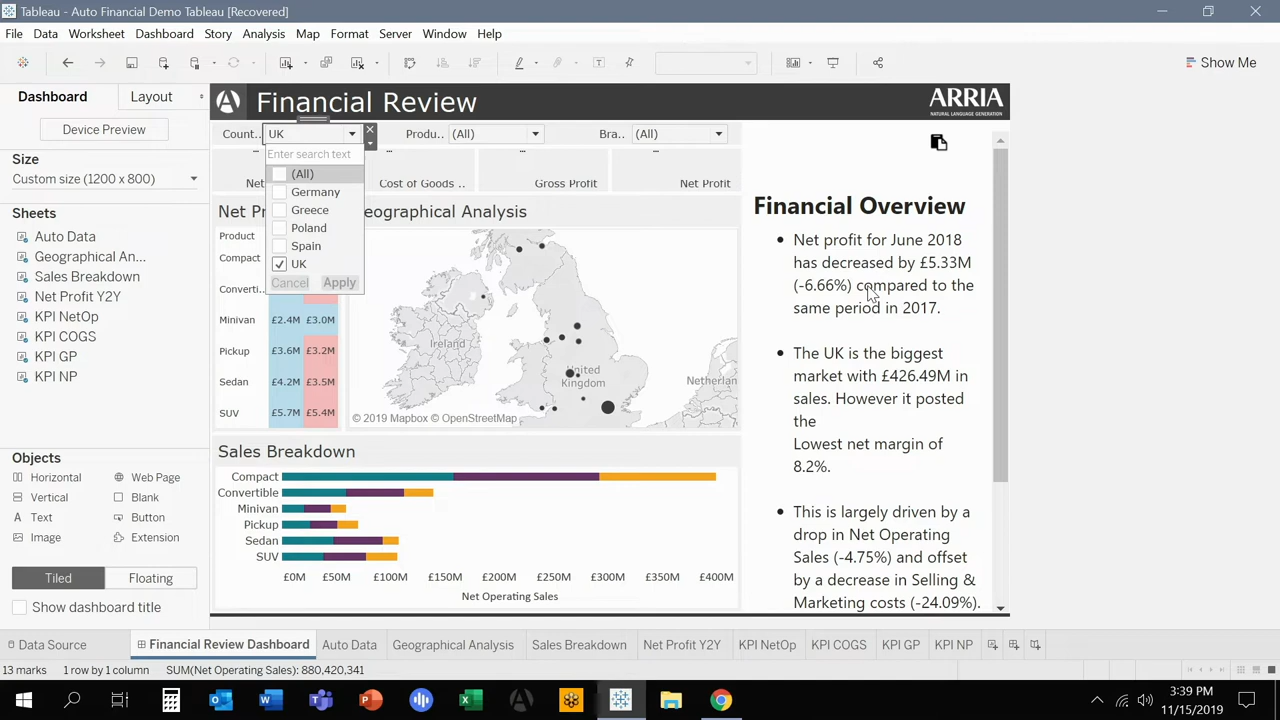 Tableau - Auto Financial Demo Tableau [Recovered]
File Data Worksheet Dashboard Story Analysis Map Format Server Window Help
Show Me
Dashboard Layout
Device Preview
Size
Custom size (1200 x 800)
Sheets
Auto Data
Geographical An...
Sales Breakdown
Net Profit Y2Y
KPI NetOp
KPI COGS
KPI GP
KPI NP
Objects
Horizontal Web Page
Vertical Blank
Text Button
Image Extension
Tiled Floating
Show dashboard title
Financial Review
ARRIA
NATURAL LANGUAGE GENERATION
Count.. UK Produ.. (All) Bra.. (All)
Enter search text
(All)
Germany
Greece
Poland
Spain
UK
Cancel Apply
Net Cost of Goods .. Gross Profit Net Profit
Net Pr eographical Analysis
Product
Compact
Converti..
Minivan £2.4M £3.0M
Pickup £3.6M £3.2M
Sedan £4.2M £3.5M
SUV £5.7M £5.4M
Ireland
United
Kingdom
Netherlan
© 2019 Mapbox © OpenStreetMap
Sales Breakdown
Compact
Convertible
Minivan
Pickup
Sedan
SUV
£0M £50M £100M £150M £200M £250M £300M £350M £400M
Net Operating Sales
Financial Overview
Net profit for June 2018
has decreased by £5.33M
(-6.66%) compared to the
same period in 2017.
The UK is the biggest
market with £426.49M in
sales. However it posted
the
Lowest net margin of
8.2%.
This is largely driven by a
drop in Net Operating
Sales (-4.75%) and offset
by a decrease in Selling &
Marketing costs (-24.09%).
Data Source Financial Review Dashboard Auto Data Geographical Analysis Sales Breakdown Net Profit Y2Y KPI NetOp KPI COGS KPI GP KPI NP
13 marks 1 row by 1 column SUM(Net Operating Sales): 880,420,341
3:39 PM
11/15/2019